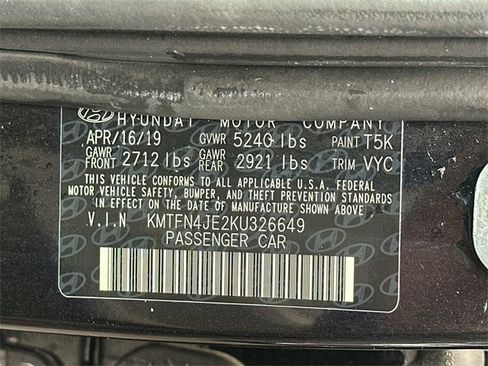 HYUNDAI MOTOR COMPANY
APR/16/19 GVWR 5240 lbs PAINT T5K
GAWR FRONT 2712 lbs GAWR REAR 2921 lbs TRIM VYC
THIS VEHICLE CONFORMS TO ALL APPLICABLE U.S.A. FEDERAL
MOTOR VEHICLE SAFETY, BUMPER, AND THEFT PREVENTION
STANDARDS IN EFFECT ON THE DATE OF MANUFACTURE SHOWN ABOVE.
V.I.N KMTFN4JE2KU326649
PASSENGER CAR